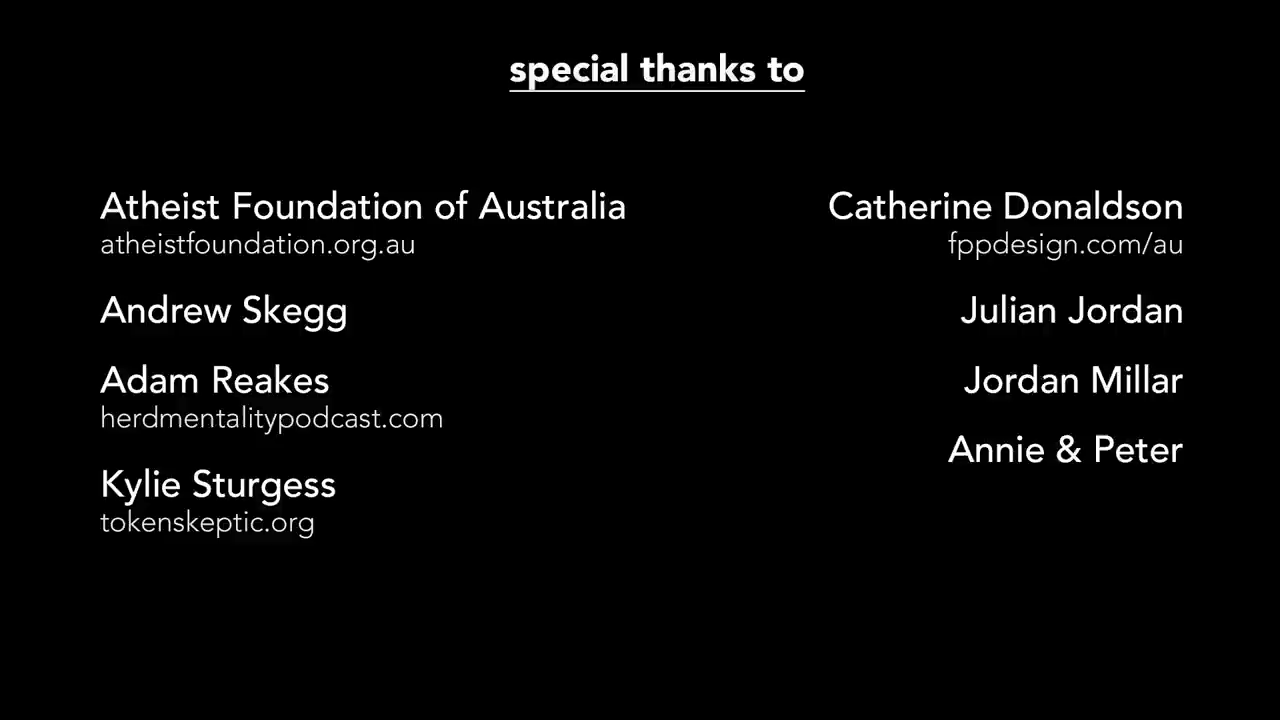 special thanks to
Atheist Foundation of Australia
atheistfoundation.org.au
Andrew Skegg
Adam Reakes
herdmentalitypodcast.com
Kylie Sturgess
tokenskeptic.org
Catherine Donaldson
fppdesign.com/au
Julian Jordan
Jordan Millar
Annie & Peter